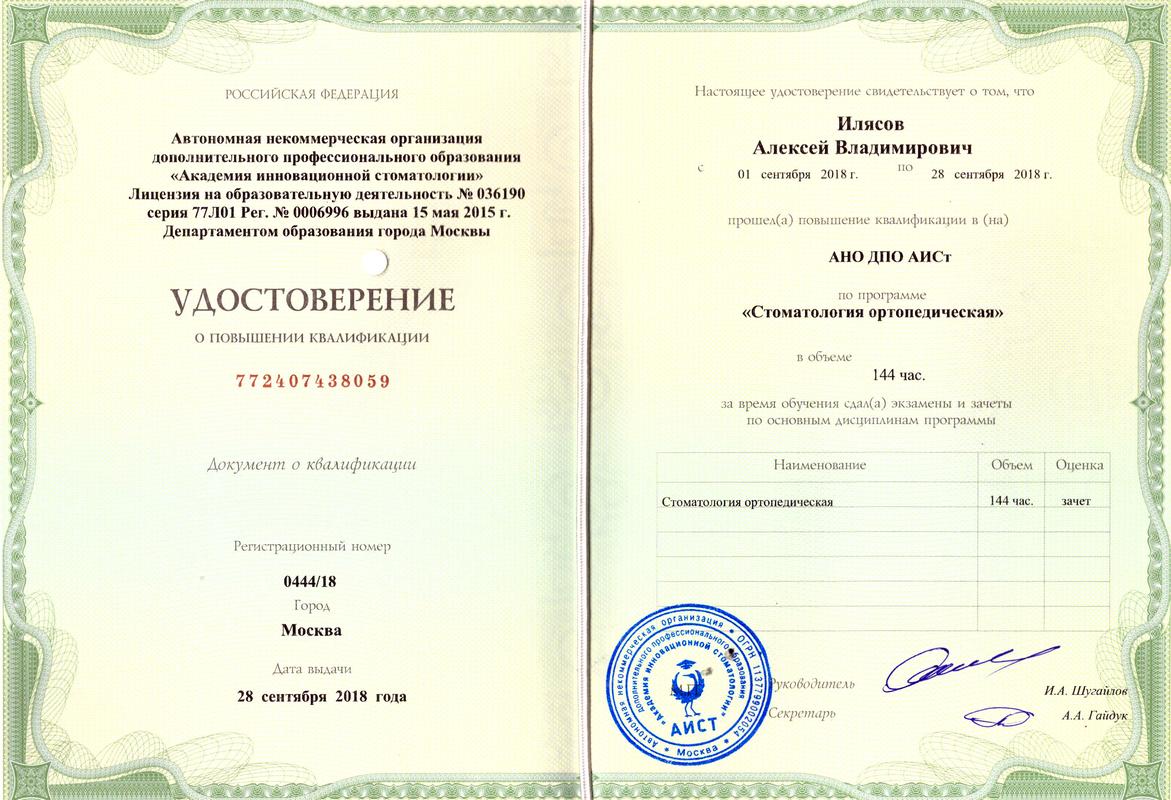 РОССИЙСКАЯ ФЕДЕРАЦИЯ
Автономная некоммерческая организация
дополнительного профессионального образования
«Академия инновационной стоматологии»
Лицензия на образовательную деятельность № 036190
серия 77Л01 Рег. № 0006996 выдана 15 мая 2015 г.
Департаментом образования города Москвы
УДОСТОВЕРЕНИЕ
О ПОВЫШЕНИИ КВАЛИФИКАЦИИ
772407438059
Документ о квалификации
Регистрационный номер
0444/18
Город
Москва
Дата выдачи
28 сентября 2018 года
Настоящее удостоверение свидетельствует о том, что
Илясов
Алексей Владимирович
с 01 сентября 2018 г. по 28 сентября 2018 г.
прошел(а) повышение квалификации в (на)
АНО ДПО АИСт
по программе
«Стоматология ортопедическая»
в объеме
144 час.
за время обучения сдал(а) экзамены и зачеты
по основным дисциплинам программы
Наименование Объем Оценка
Стоматология ортопедическая 144 час. зачет
Автономная некоммерческая организация * ОГРН 1137799002054 * Москва *
дополнительного профессионального образования
"Академия инновационной стоматологии"
АИСТ
М.П.
Руководитель И.А. Шугайлов
Секретарь А.А. Гайдук